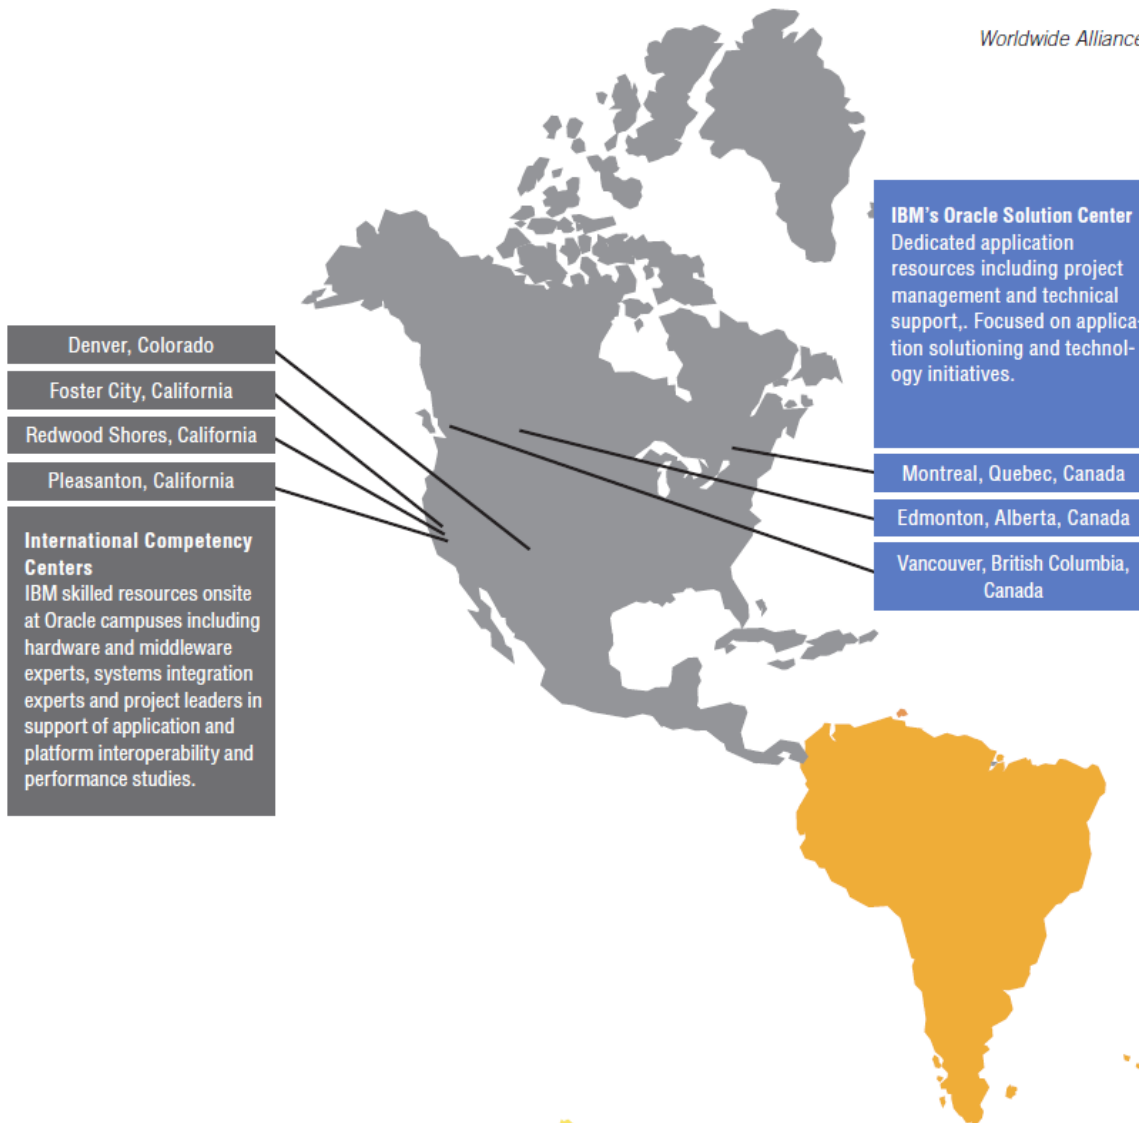 Worldwide Alliance
Denver, Colorado
Foster City, California
Redwood Shores, California
Pleasanton, California
International Competency
Centers
IBM skilled resources onsite
at Oracle campuses including
hardware and middleware
experts, systems integration
experts and project leaders in
support of application and
platform interoperability and
performance studies.
IBM's Oracle Solution Center
Dedicated application
resources including project
management and technical
support,. Focused on applica-
tion solutioning and technol-
ogy initiatives.
Montreal, Quebec, Canada
Edmonton, Alberta, Canada
Vancouver, British Columbia,
Canada